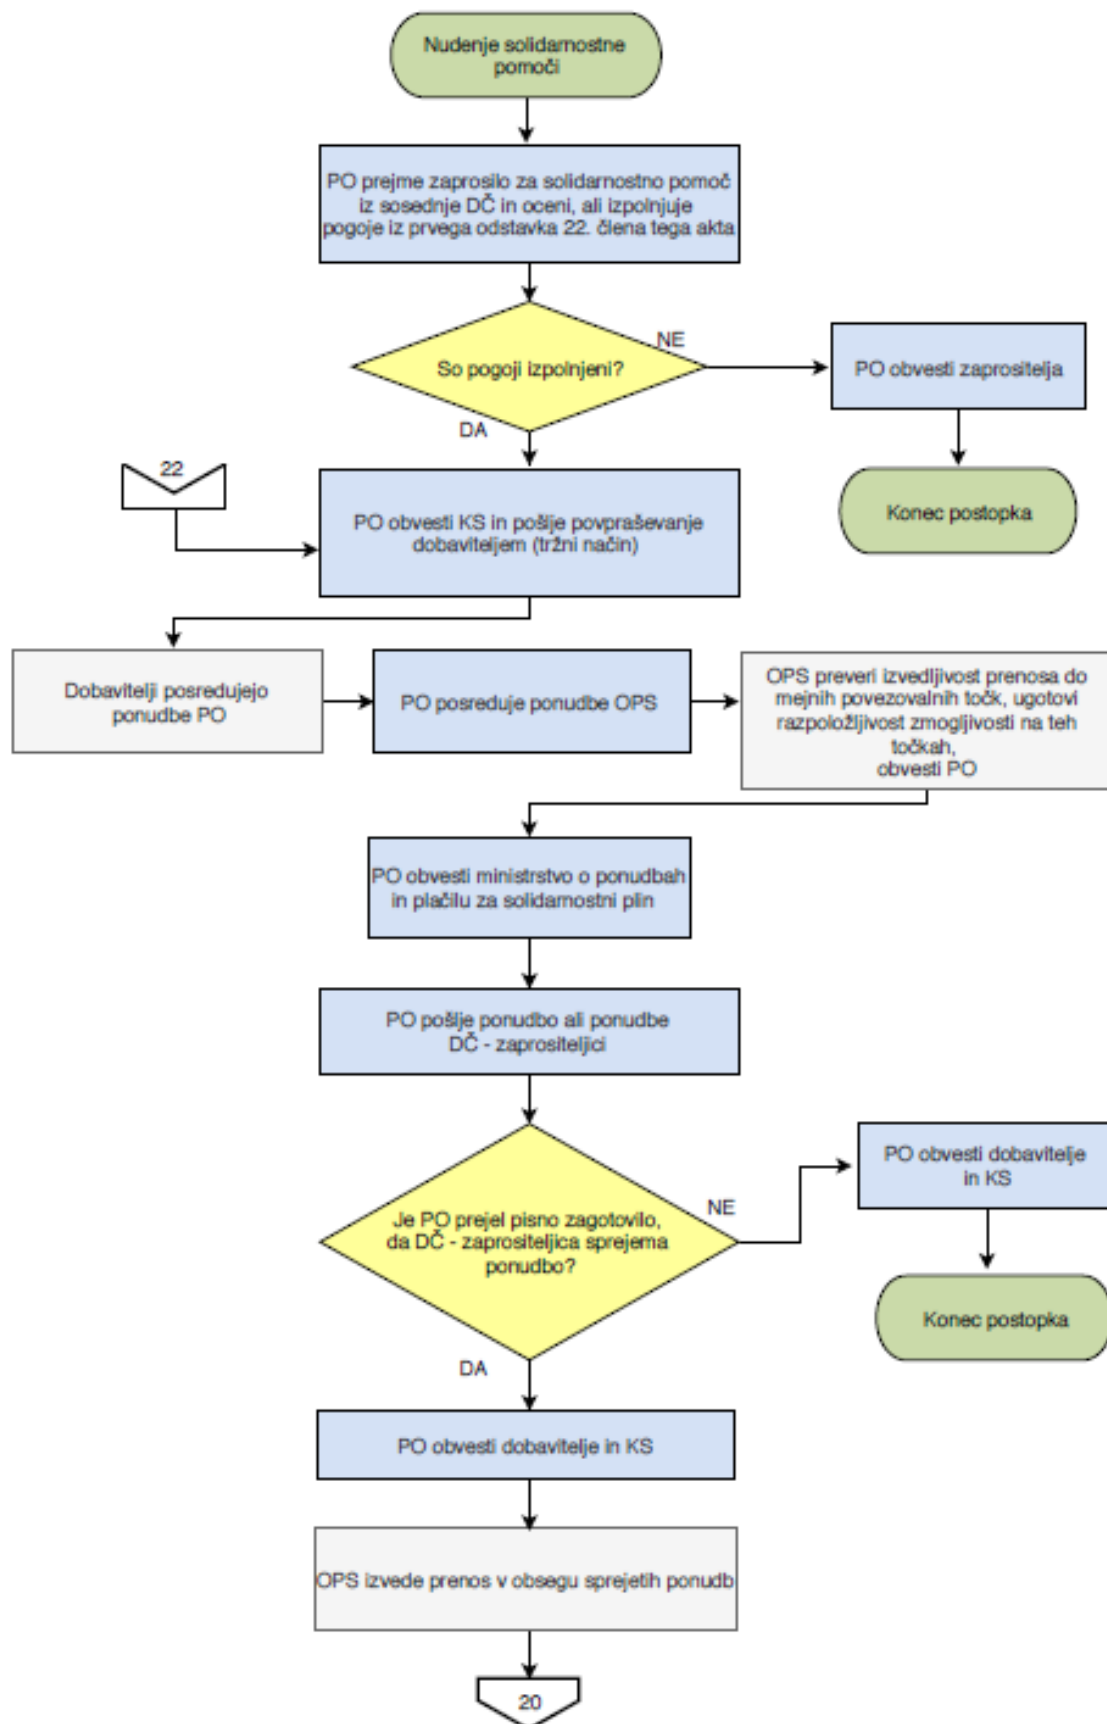 Nudenje solidarnostne
pomoči
PO prejme zaprosilo za solidarnostno pomoč
iz sosednje DČ in oceni, ali izpolnjuje
pogoje iz prvega odstavka 22. člena tega akta
So pogoji izpolnjeni?
NE
PO obvesti zaprositelja
Konec postopka
DA
22
PO obvesti KS in pošlje povpraševanje
dobaviteljem (tržni način)
Dobavitelji posredujejo
ponudbe PO
PO posreduje ponudbe OPS
OPS preveri izvedljivost prenosa do
mejnih povezovalnih točk, ugotovi
razpoložljivost zmogljivosti na teh
točkah,
obvesti PO
PO obvesti ministrstvo o ponudbah
in plačilu za solidarnostni plin
PO pošlje ponudbo ali ponudbe
DČ - zaprositeljici
Je PO prejel pisno zagotovilo,
da DČ - zaprositeljica sprejema
ponudbo?
NE
PO obvesti dobavitelje
in KS
Konec postopka
DA
PO obvesti dobavitelje in KS
OPS izvede prenos v obsegu sprejetih ponudb
20